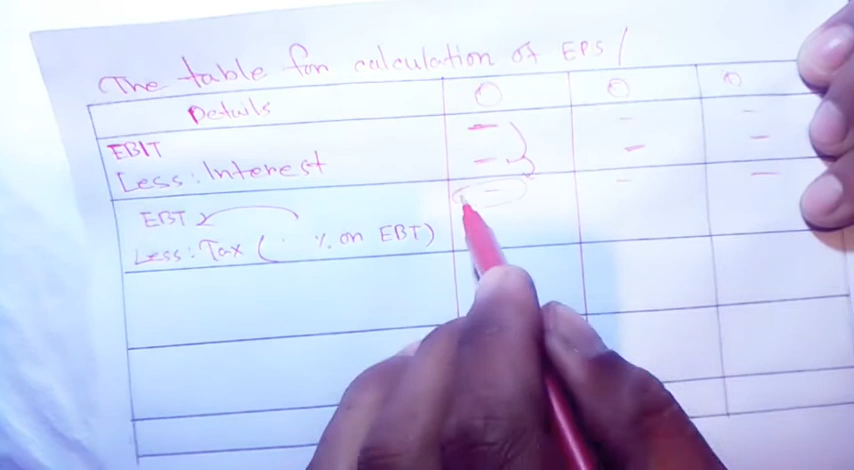 The table for calculation of EPS/
Details
EBIT - - -
Less: Interest - - -
EBT - - -
Less: Tax ( % on EBT)